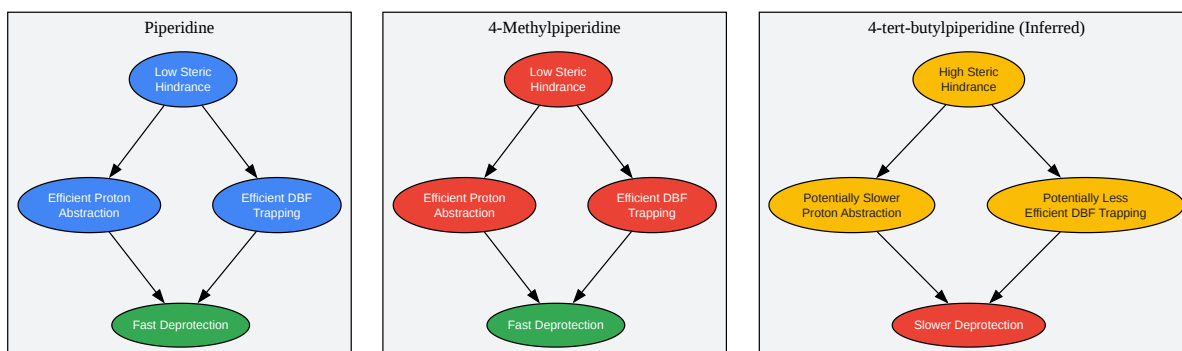 Piperidine
Low Steric
Hindrance
Efficient Proton
Abstraction
Efficient DBF
Trapping
Fast Deprotection
4-Methylpiperidine
Low Steric
Hindrance
Efficient Proton
Abstraction
Efficient DBF
Trapping
Fast Deprotection
4-tert-butylpiperidine (Inferred)
High Steric
Hindrance
Potentially Slower
Proton Abstraction
Potentially Less
Efficient DBF Trapping
Slower Deprotection